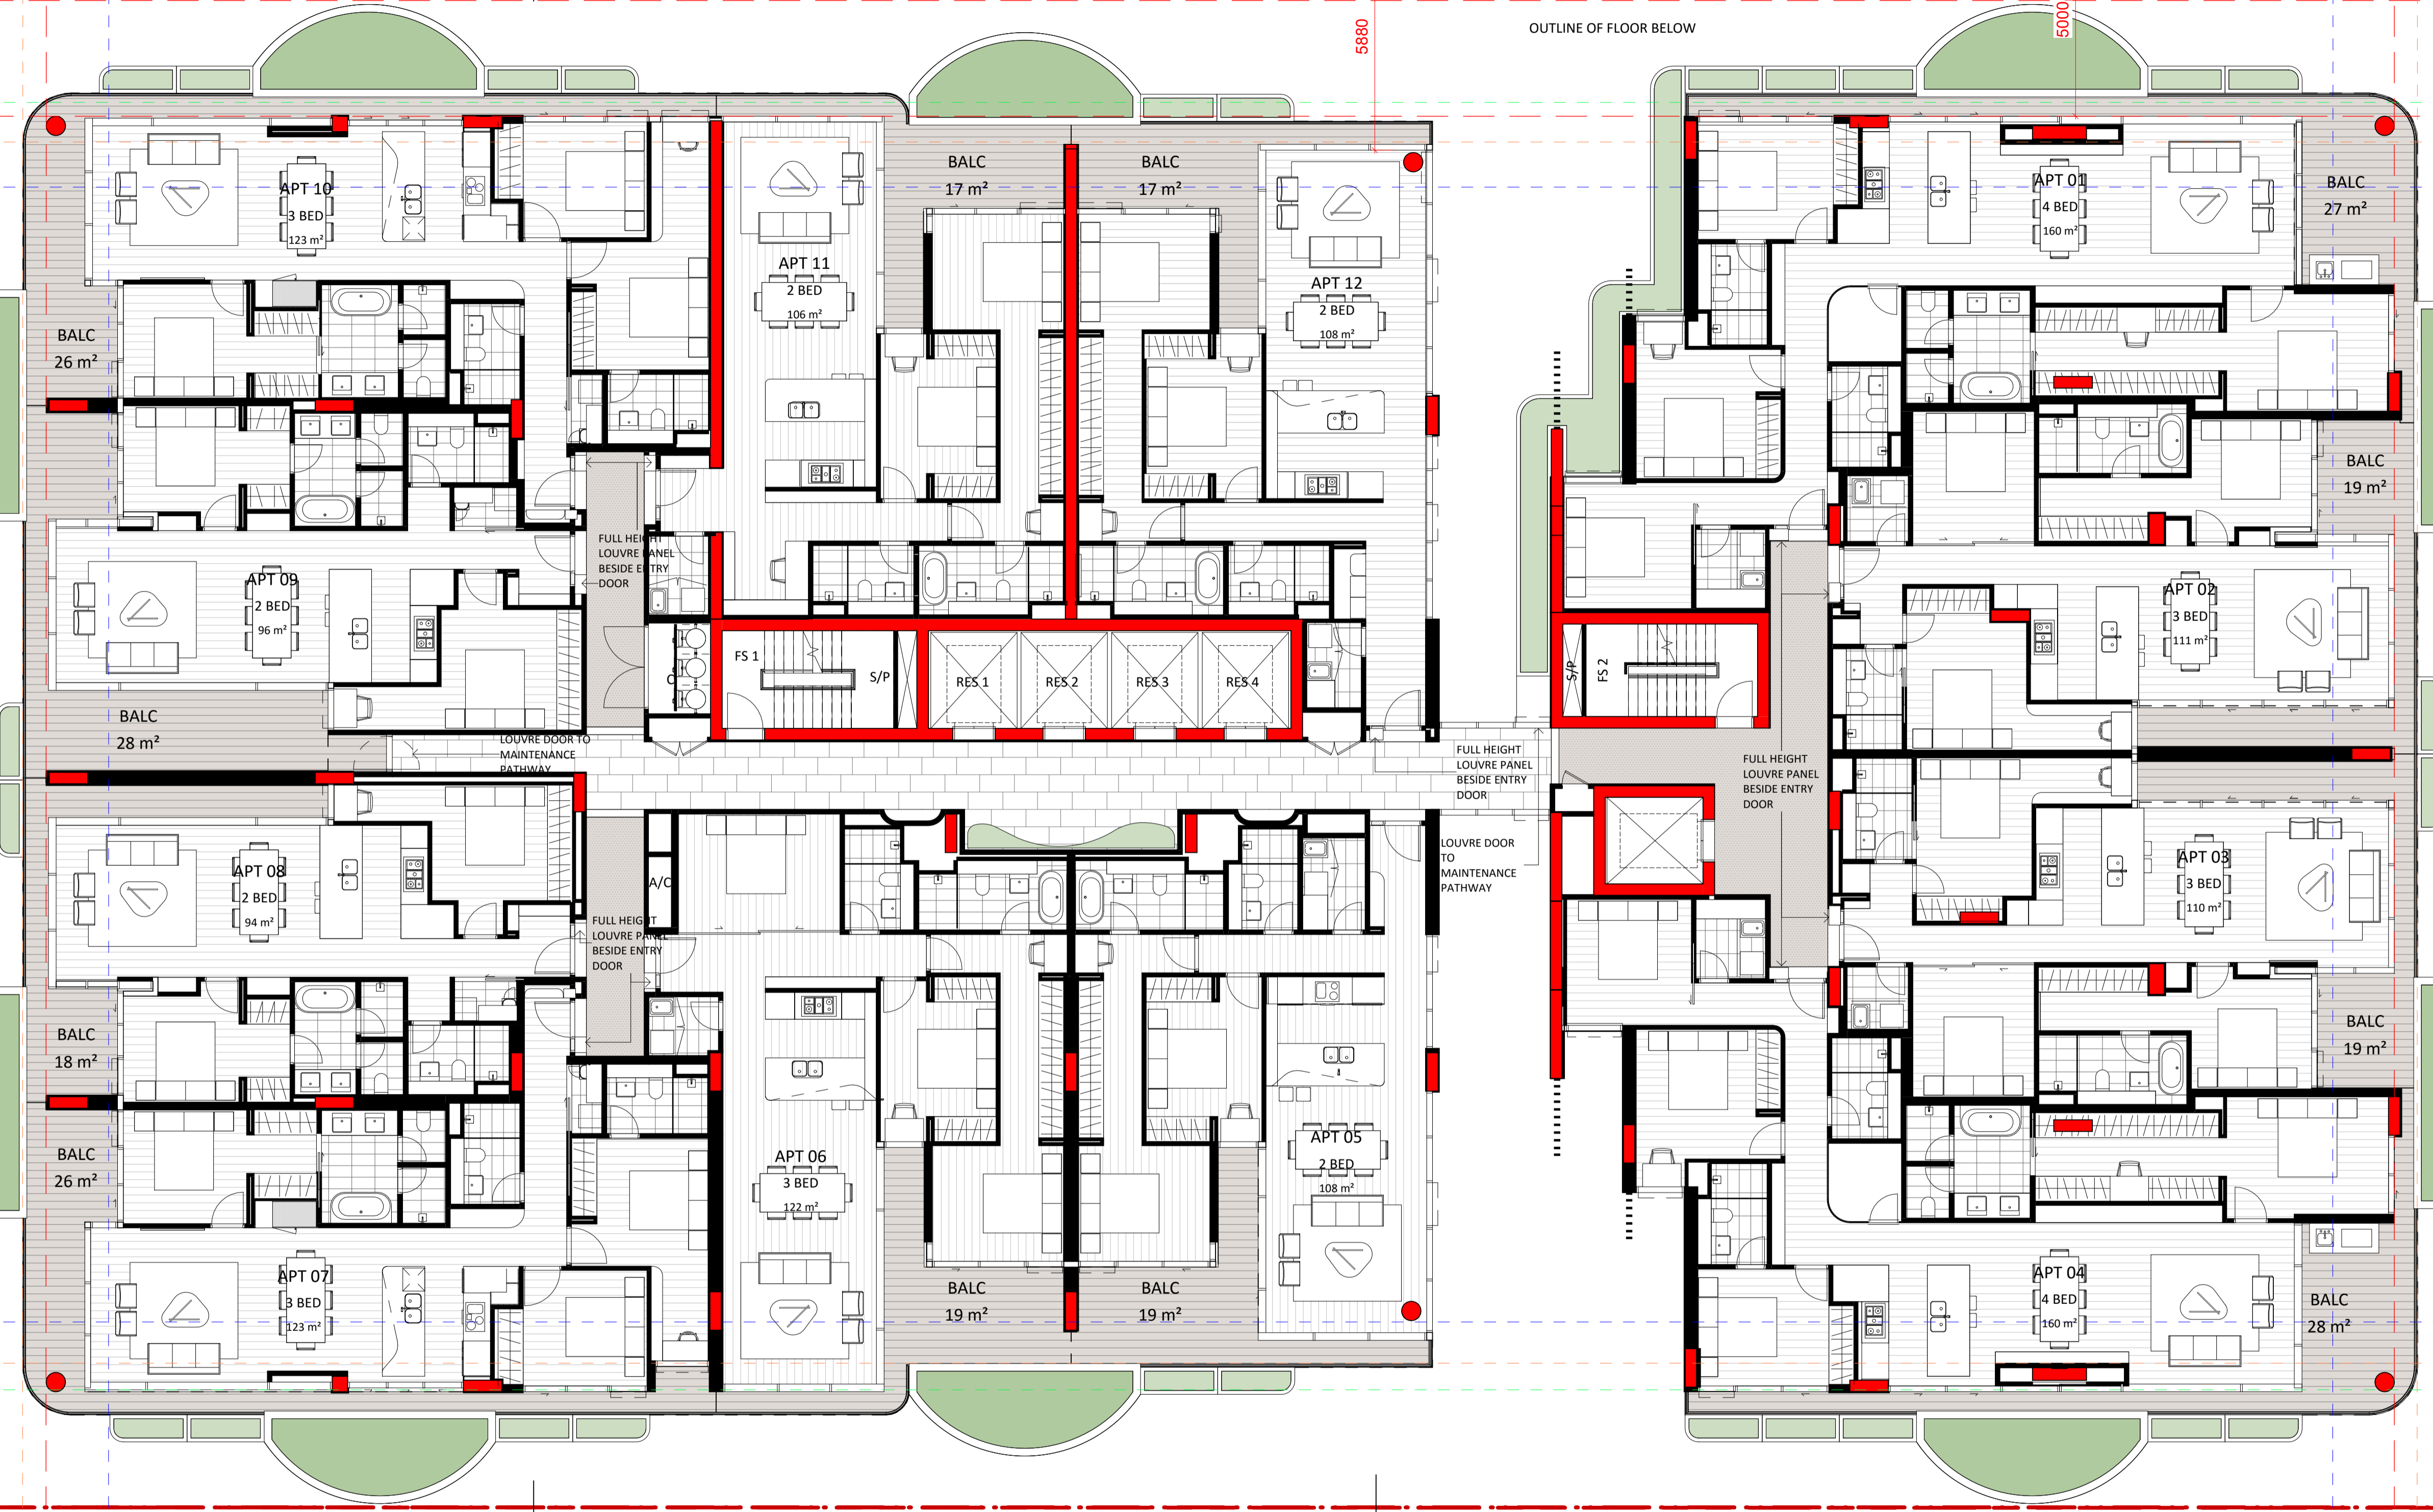 OUTLINE OF FLOOR BELOW
5880
5000
APT 10
3 BED
123 m²
BALC
26 m²
APT 11
2 BED
106 m²
BALC
17 m²
BALC
17 m²
APT 12
2 BED
108 m²
APT 01
4 BED
160 m²
BALC
27 m²
BALC
19 m²
APT 09
2 BED
96 m²
BALC
28 m²
FULL HEIGHT
LOUVRE PANEL
BESIDE ENTRY
DOOR
FS 1
S/P
RES 1
RES 2
RES 3
RES 4
S/P
FS 2
APT 02
3 BED
111 m²
LOUVRE DOOR TO
MAINTENANCE
PATHWAY
FULL HEIGHT
LOUVRE PANEL
BESIDE ENTRY
DOOR
FULL HEIGHT
LOUVRE PANEL
BESIDE ENTRY
DOOR
LOUVRE DOOR
TO
MAINTENANCE
PATHWAY
APT 08
2 BED
94 m²
BALC
18 m²
A/C
FULL HEIGHT
LOUVRE PANEL
BESIDE ENTRY
DOOR
APT 03
3 BED
110 m²
BALC
19 m²
BALC
26 m²
APT 07
3 BED
123 m²
APT 06
3 BED
122 m²
BALC
19 m²
BALC
19 m²
APT 05
2 BED
108 m²
APT 04
4 BED
160 m²
BALC
28 m²